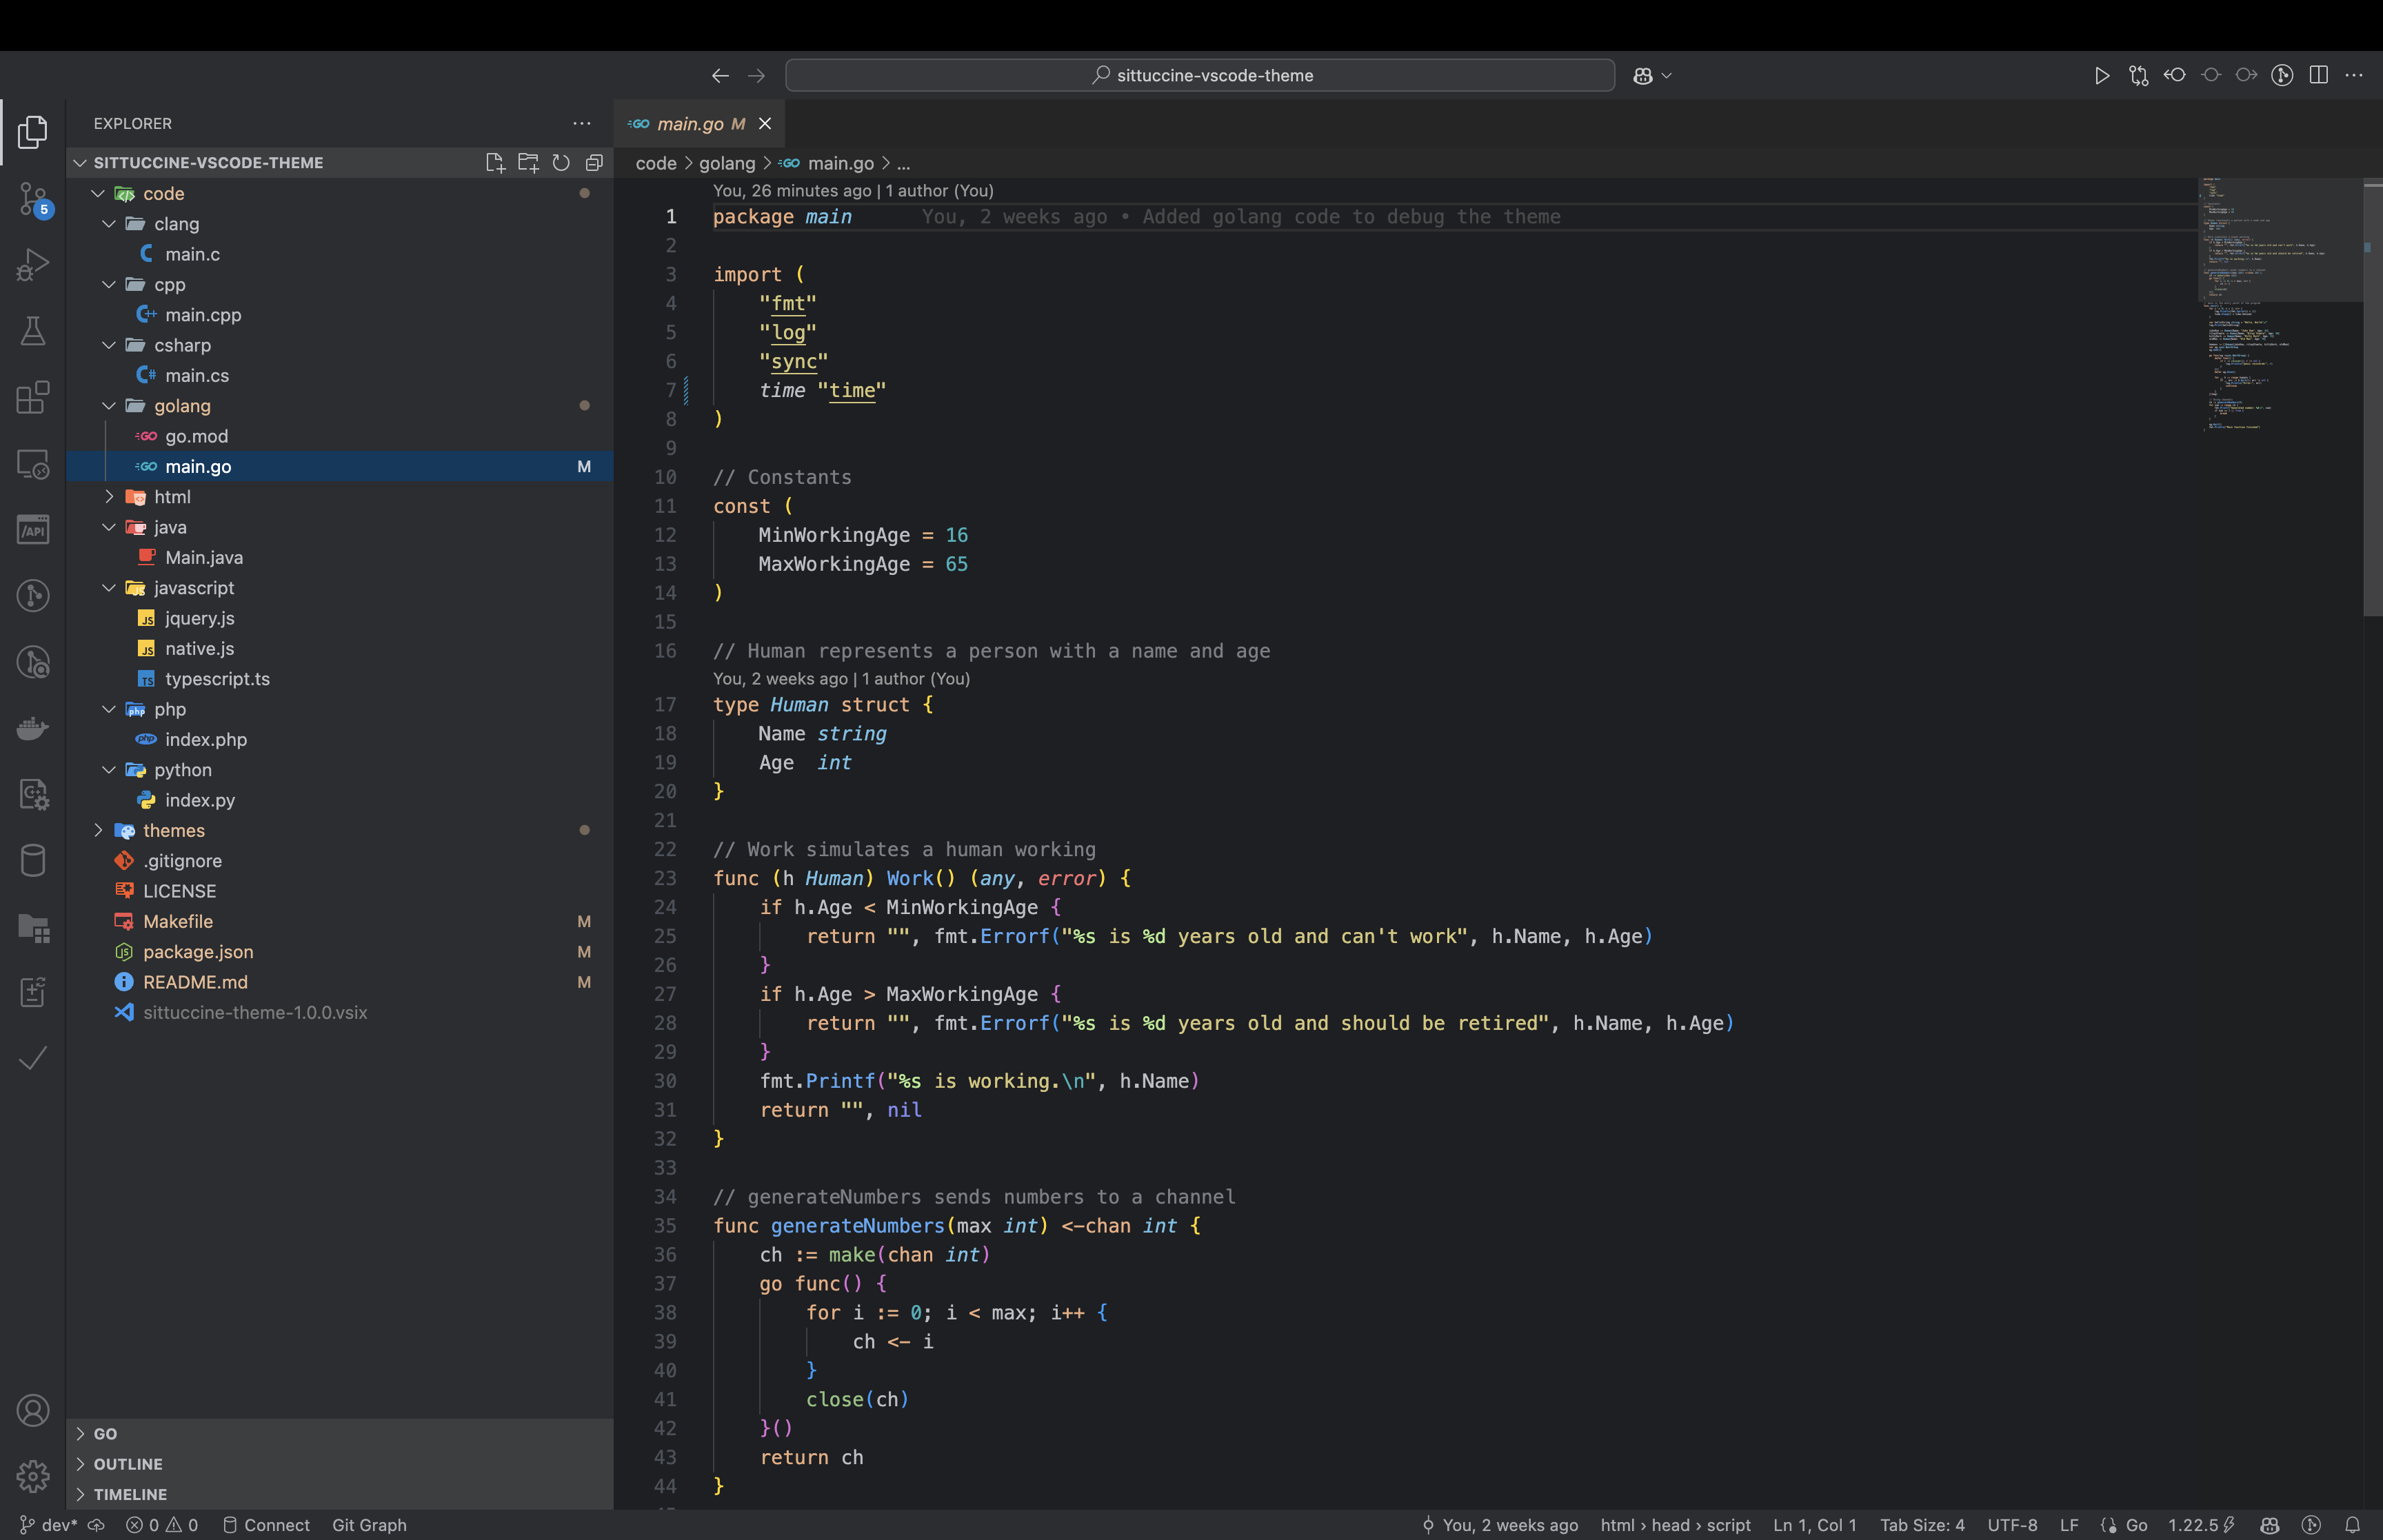 sittuccine-vscode-theme
EXPLORER
SITTUCCINE-VSCODE-THEME
code
clang
main.c
cpp
main.cpp
csharp
main.cs
golang
go.mod
main.go M
html
java
Main.java
javascript
jquery.js
native.js
typescript.ts
php
index.php
python
index.py
themes
.gitignore
LICENSE
Makefile M
package.json M
README.md M
sittuccine-theme-1.0.0.vsix
GO
OUTLINE
TIMELINE
5
/API
main.go M
code > golang > main.go > ...
You, 26 minutes ago | 1 author (You)
1 package main You, 2 weeks ago • Added golang code to debug the theme
2
3 import (
4 "fmt"
5 "log"
6 "sync"
7 time "time"
8 )
9
10 // Constants
11 const (
12 MinWorkingAge = 16
13 MaxWorkingAge = 65
14 )
15
16 // Human represents a person with a name and age
You, 2 weeks ago | 1 author (You)
17 type Human struct {
18 Name string
19 Age int
20 }
21
22 // Work simulates a human working
23 func (h Human) Work() (any, error) {
24 if h.Age < MinWorkingAge {
25 return "", fmt.Errorf("%s is %d years old and can't work", h.Name, h.Age)
26 }
27 if h.Age > MaxWorkingAge {
28 return "", fmt.Errorf("%s is %d years old and should be retired", h.Name, h.Age)
29 }
30 fmt.Printf("%s is working.\n", h.Name)
31 return "", nil
32 }
33
34 // generateNumbers sends numbers to a channel
35 func generateNumbers(max int) <-chan int {
36 ch := make(chan int)
37 go func() {
38 for i := 0; i < max; i++ {
39 ch <- i
40 }
41 close(ch)
42 }()
43 return ch
44 }
dev* 0 0 Connect Git Graph
You, 2 weeks ago html › head › script Ln 1, Col 1 Tab Size: 4 UTF-8 LF Go 1.22.5